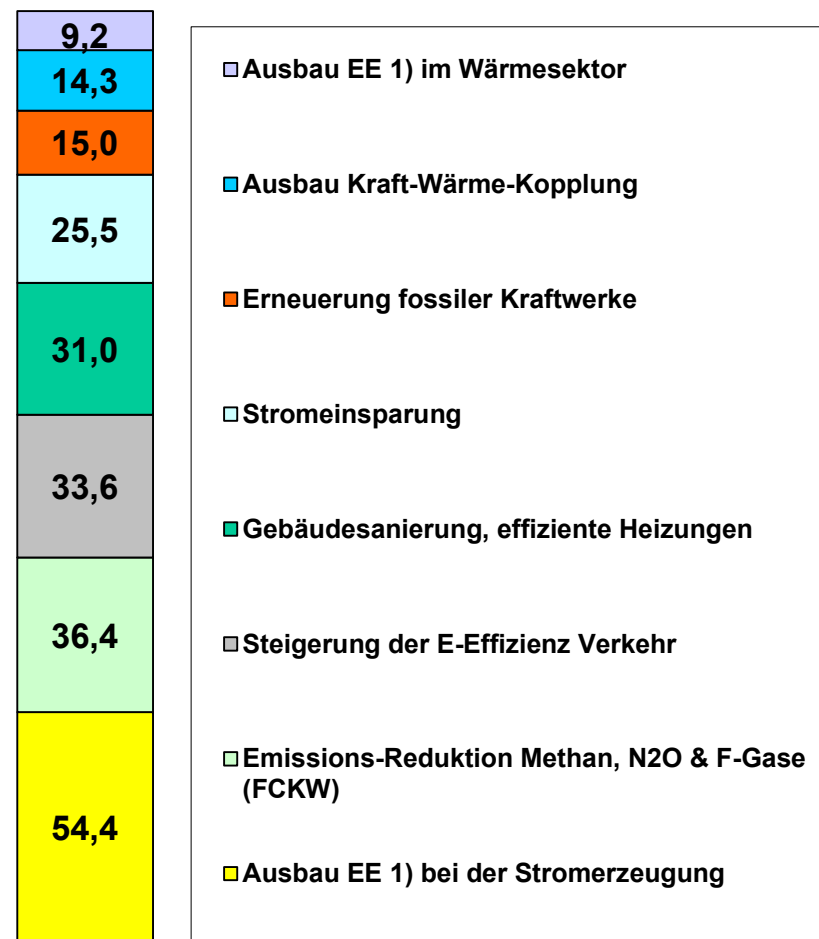 9,2
14,3
15,0
25,5
31,0
33,6
36,4
54,4
Ausbau EE 1) im Wärmesektor
Ausbau Kraft-Wärme-Kopplung
Erneuerung fossiler Kraftwerke
Stromeinsparung
Gebäudesanierung, effiziente Heizungen
Steigerung der E-Effizienz Verkehr
Emissions-Reduktion Methan, N2O & F-Gase
(FCKW)
Ausbau EE 1) bei der Stromerzeugung